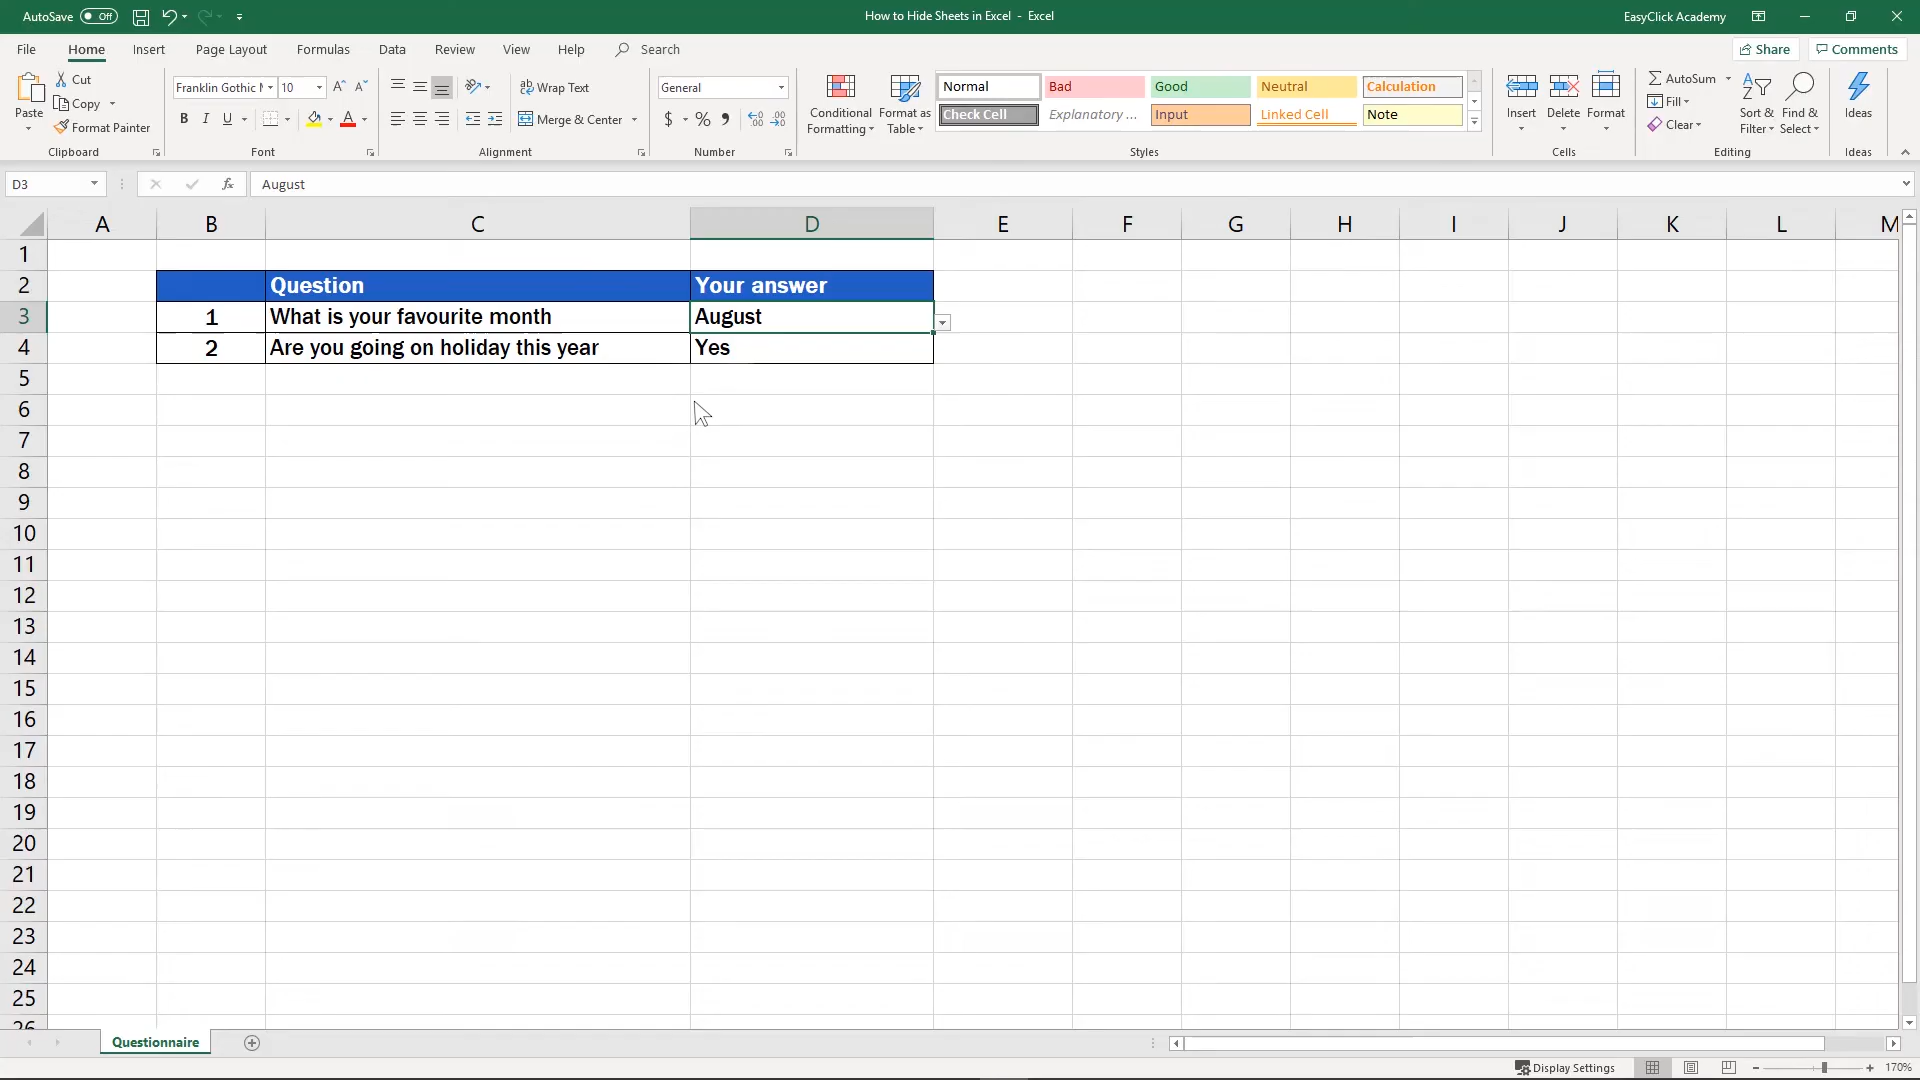 AutoSave Off
How to Hide Sheets in Excel - Excel
EasyClick Academy
File Home Insert Page Layout Formulas Data Review View Help Search
Share Comments
Paste
Cut
Copy
Format Painter
Clipboard
Franklin Gothic 10
B I U
Font
Wrap Text
Merge & Center
Alignment
General
$ % ,
Number
Conditional Formatting
Format as Table
Normal Bad Good Neutral Calculation
Check Cell Explanatory ... Input Linked Cell Note
Styles
Insert Delete Format
Cells
AutoSum
Fill
Clear
Sort & Filter
Find & Select
Editing
Ideas
Ideas
D3
fx
August
A B C D E F G H I J K L M
1
2 Question Your answer
3 1 What is your favourite month August
4 2 Are you going on holiday this year Yes
5
6
7
8
9
10
11
12
13
14
15
16
17
18
19
20
21
22
23
24
25
26
Questionnaire
Display Settings
170%